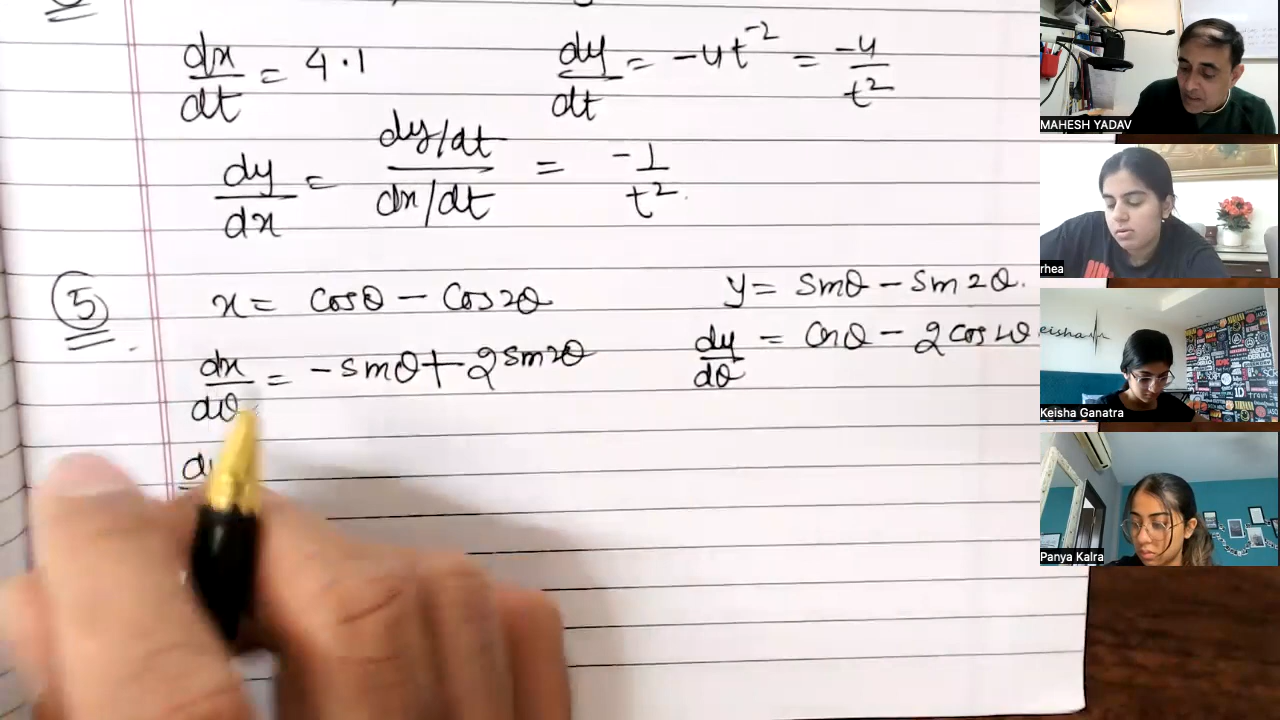 dx/dt = 4.1
dy/dt = -4t⁻² = -4/t²
dy/dx = (dy/dt)/(dx/dt) = -1/t².
5
x = cosθ - cos2θ
y = sinθ - sin2θ.
dx/dθ = -sinθ + 2sin2θ
dy/dθ = cosθ - 2cos2θ
MAHESH YADAV
rhea
keisha
Keisha Ganatra
Panya Kalra